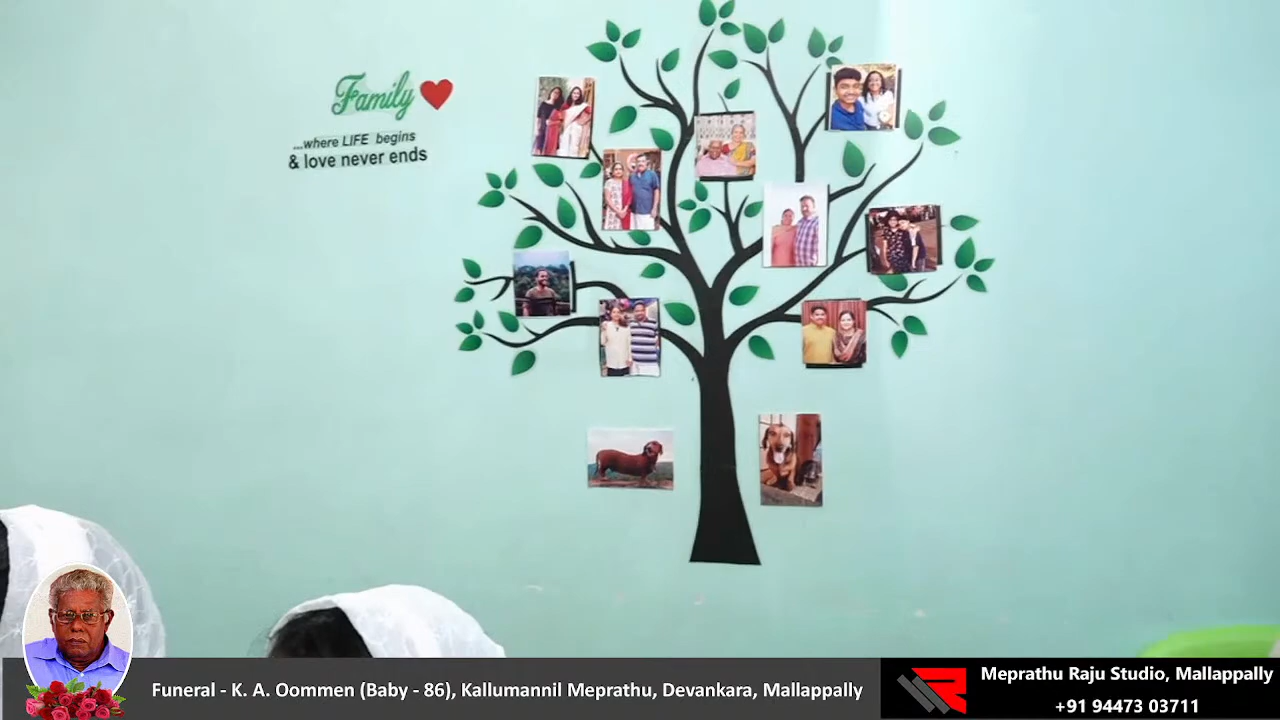 Family
...where LIFE begins
& love never ends
Funeral - K. A. Oommen (Baby - 86), Kallumannil Meprathu, Devankara, Mallappally
Meprathu Raju Studio, Mallappally
+91 94473 03711